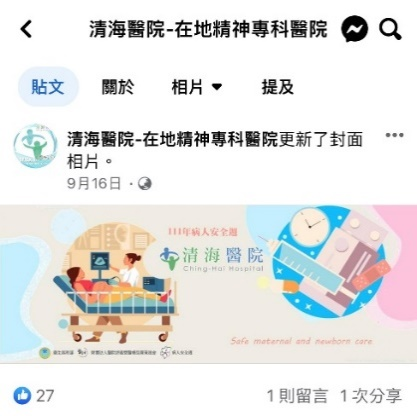 清海醫院-在地精神專科醫院
貼文
關於
相片
提及
清海醫院-在地精神專科醫院更新了封面
相片。
9月16日
111年病人安全週
清海醫院
Ching-Hai Hospital
Safe maternal and newborn care
27
1則留言 1次分享